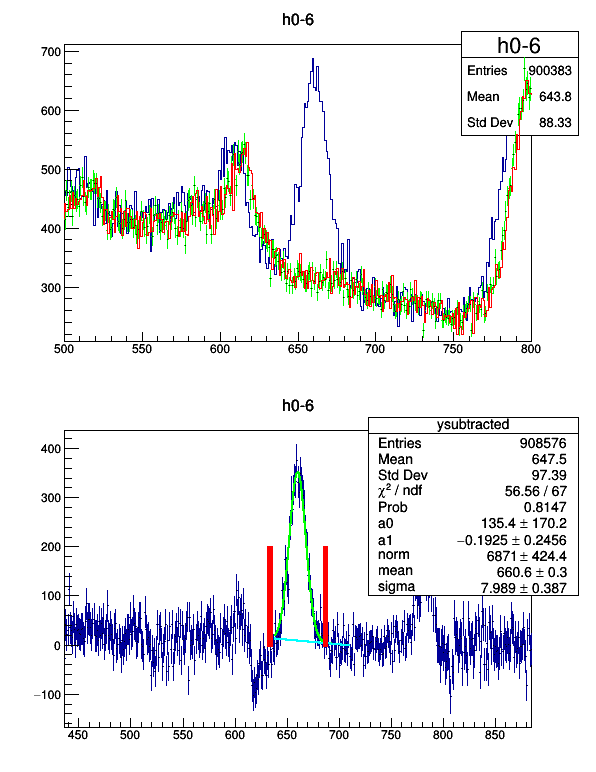 h0-6
h0-6
Entries 900383
Mean 643.8
Std Dev 88.33
700
600
500
400
300
500 550 600 650 700 750 800
h0-6
ysubtracted
Entries 908576
Mean 647.5
Std Dev 97.39
χ² / ndf 56.56 / 67
Prob 0.8147
a0 135.4 ± 170.2
a1 −0.1925 ± 0.2456
norm 6871 ± 424.4
mean 660.6 ± 0.3
sigma 7.989 ± 0.387
400
300
200
100
0
−100
450 500 550 600 650 700 750 800 850